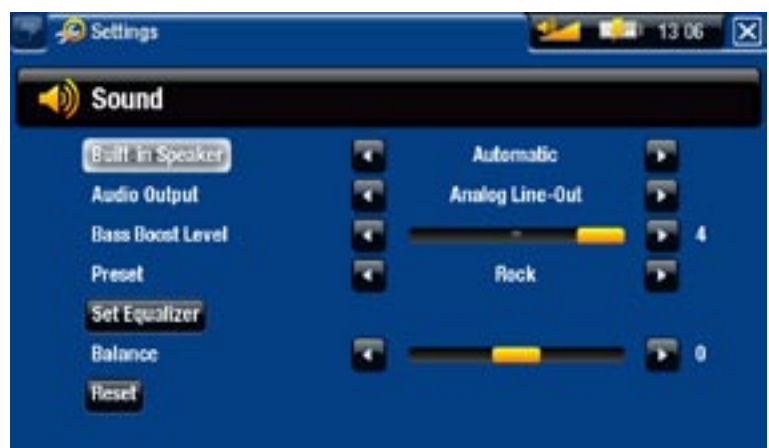 Settings 13 06
Sound
Built-in Speaker Automatic
Audio Output Analog Line-Out
Bass Boost Level 4
Preset Rock
Set Equalizer
Balance 0
Reset